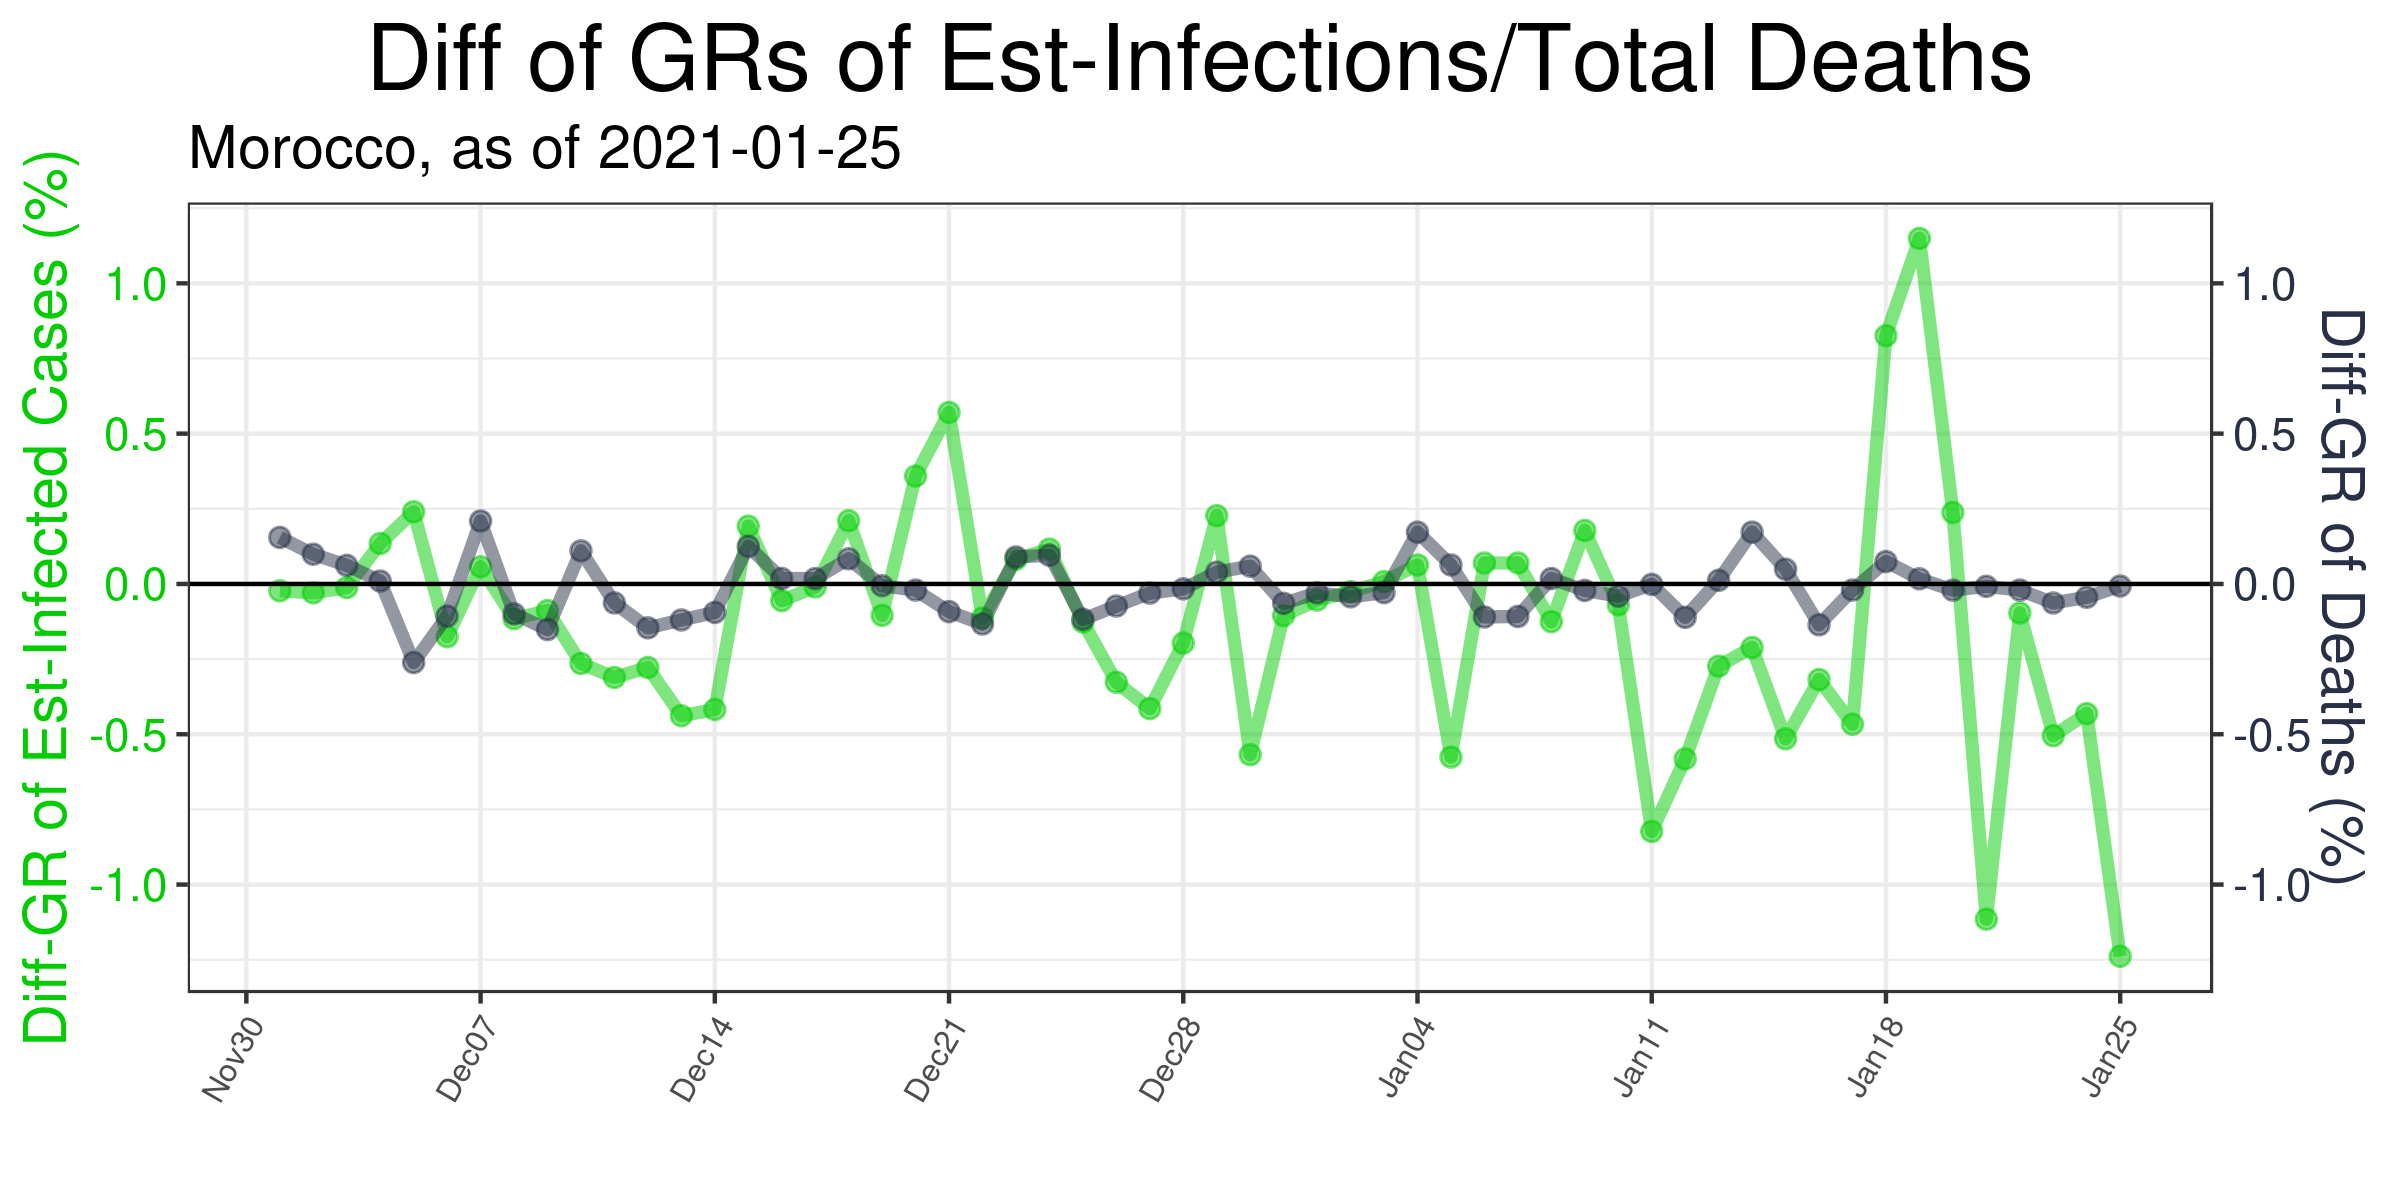 Diff of GRs of Est-Infections/Total Deaths
Morocco, as of 2021-01-25
Diff-GR of Est-Infected Cases (%)
1.0
0.5
0.0
-0.5
-1.0
1.0
0.5
0.0
-0.5
-1.0
Diff-GR of Deaths (%)
Nov30
Dec07
Dec14
Dec21
Dec28
Jan04
Jan11
Jan18
Jan25